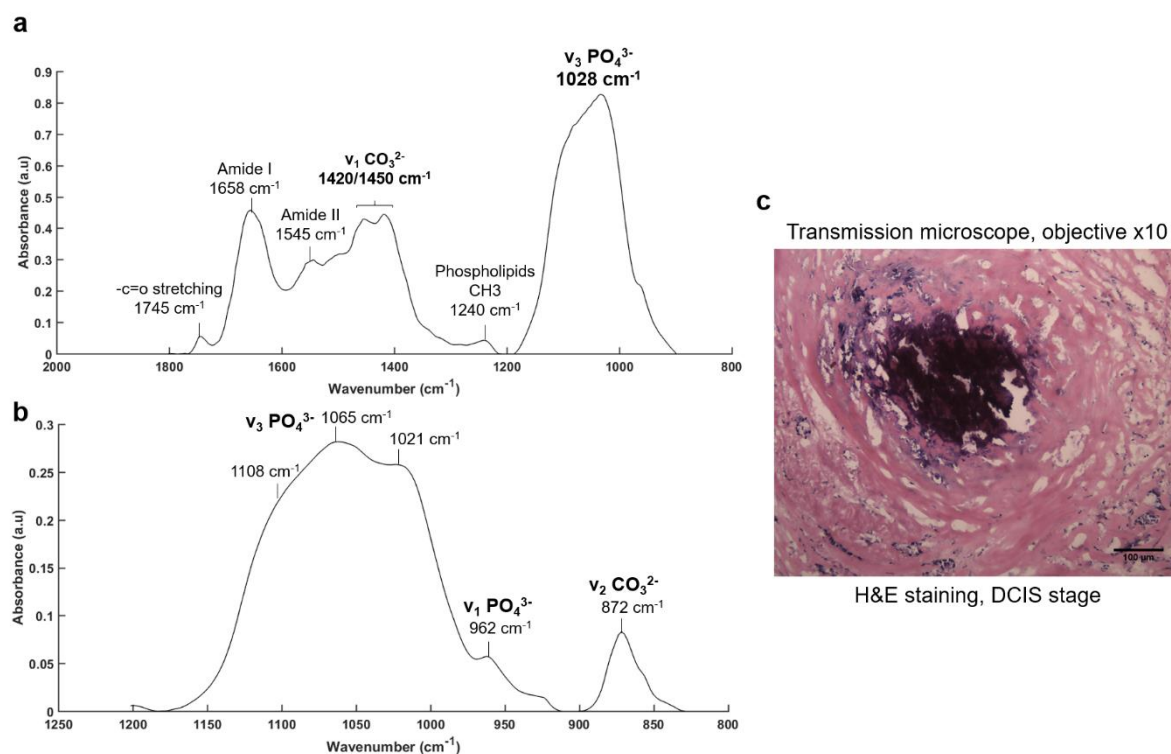 a
ν₃ PO₄³⁻
1028 cm⁻¹
0.9
0.8
0.7
0.6
0.5
0.4
0.3
0.2
0.1
0
Absorbance (a.u)
Amide I
1658 cm⁻¹
ν₁ CO₃²⁻
1420/1450 cm⁻¹
Amide II
1545 cm⁻¹
-c=o stretching
1745 cm⁻¹
Phospholipids
CH3
1240 cm⁻¹
2000 1800 1600 1400 1200 1000 800
Wavenumber (cm⁻¹)
b
0.3
0.25
0.2
0.15
0.1
0.05
0
Absorbance (a.u)
ν₃ PO₄³⁻ 1065 cm⁻¹
1108 cm⁻¹
1021 cm⁻¹
ν₁ PO₄³⁻
962 cm⁻¹
ν₂ CO₃²⁻
872 cm⁻¹
1250 1200 1150 1100 1050 1000 950 900 850 800
Wavenumber (cm⁻¹)
c
Transmission microscope, objective x10
100 µm
H&E staining, DCIS stage